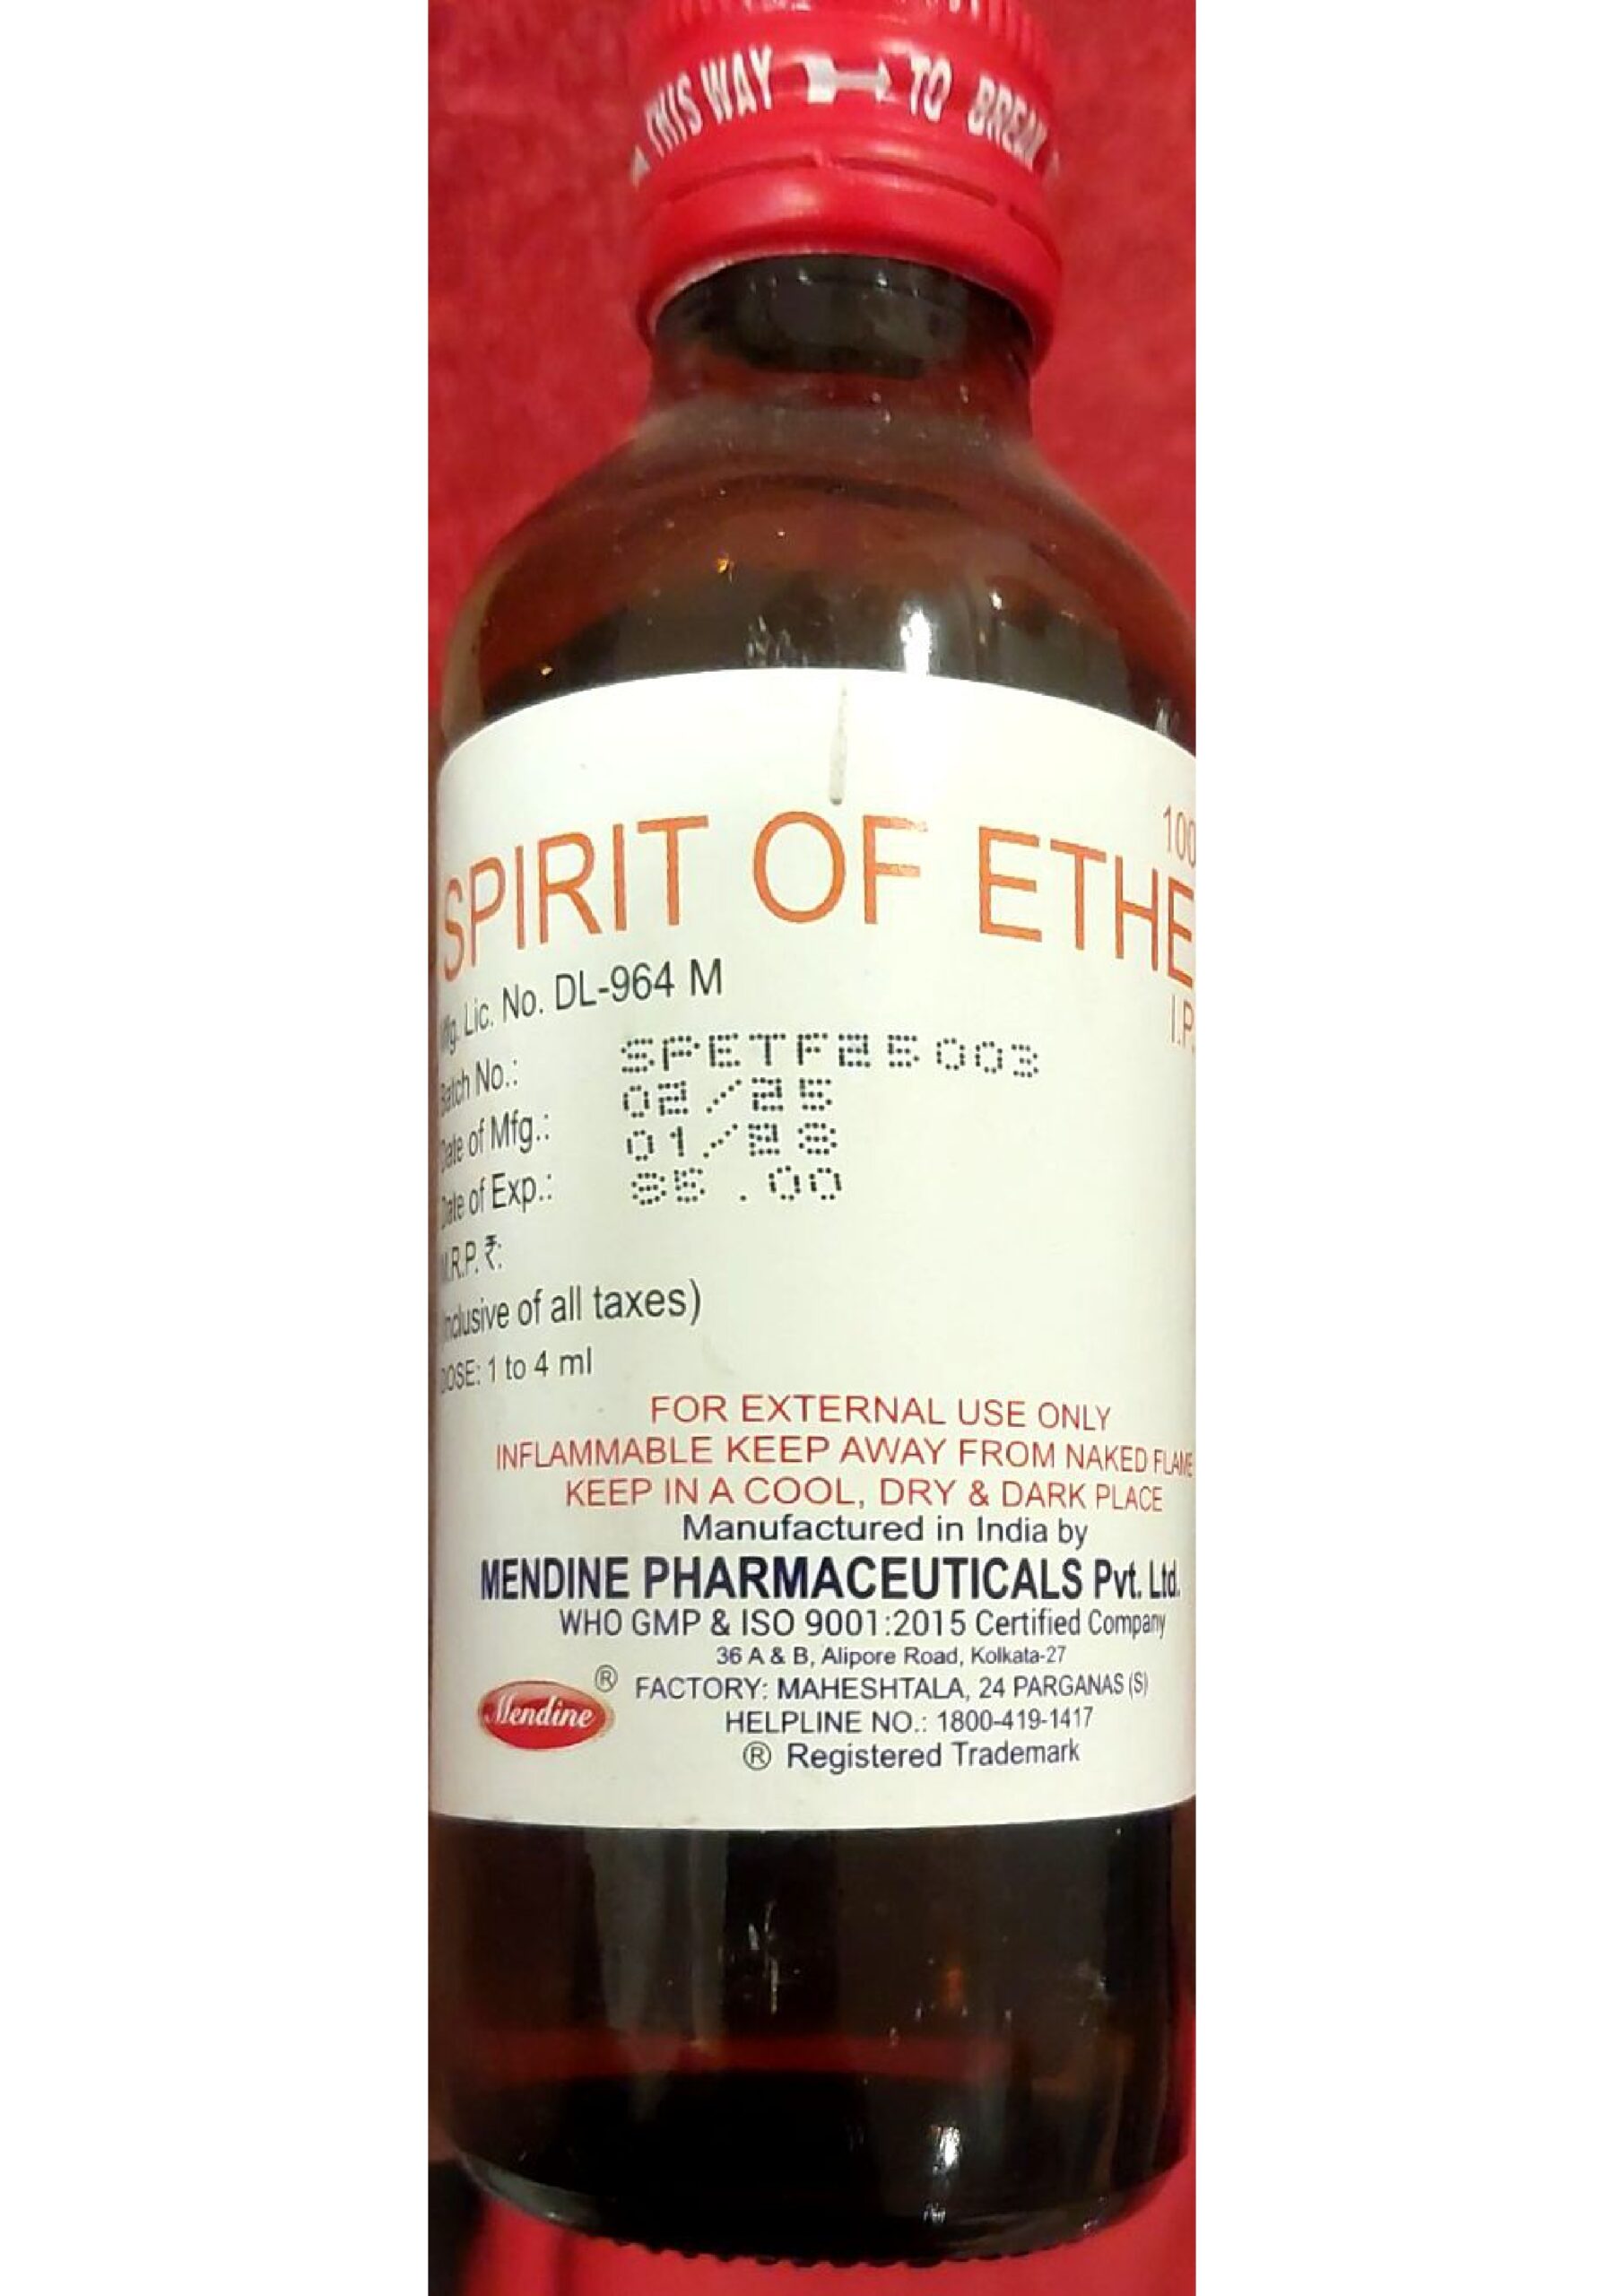 THIS WAY TO BREAK
100
SPIRIT OF ETHE
I.P.
Mfg. Lic. No. DL-964 M
Batch No.: SPETF25003
Date of Mfg.: 02/25
Date of Exp.: 01/28
M.R.P. ₹: 85.00
Inclusive of all taxes)
DOSE: 1 to 4 ml
FOR EXTERNAL USE ONLY
INFLAMMABLE KEEP AWAY FROM NAKED FLAME
KEEP IN A COOL, DRY & DARK PLACE
Manufactured in India by
MENDINE PHARMACEUTICALS Pvt. Ltd.
WHO GMP & ISO 9001:2015 Certified Company
36 A & B, Alipore Road, Kolkata-27
Mendine ®
FACTORY: MAHESHTALA, 24 PARGANAS (S)
HELPLINE NO.: 1800-419-1417
® Registered Trademark